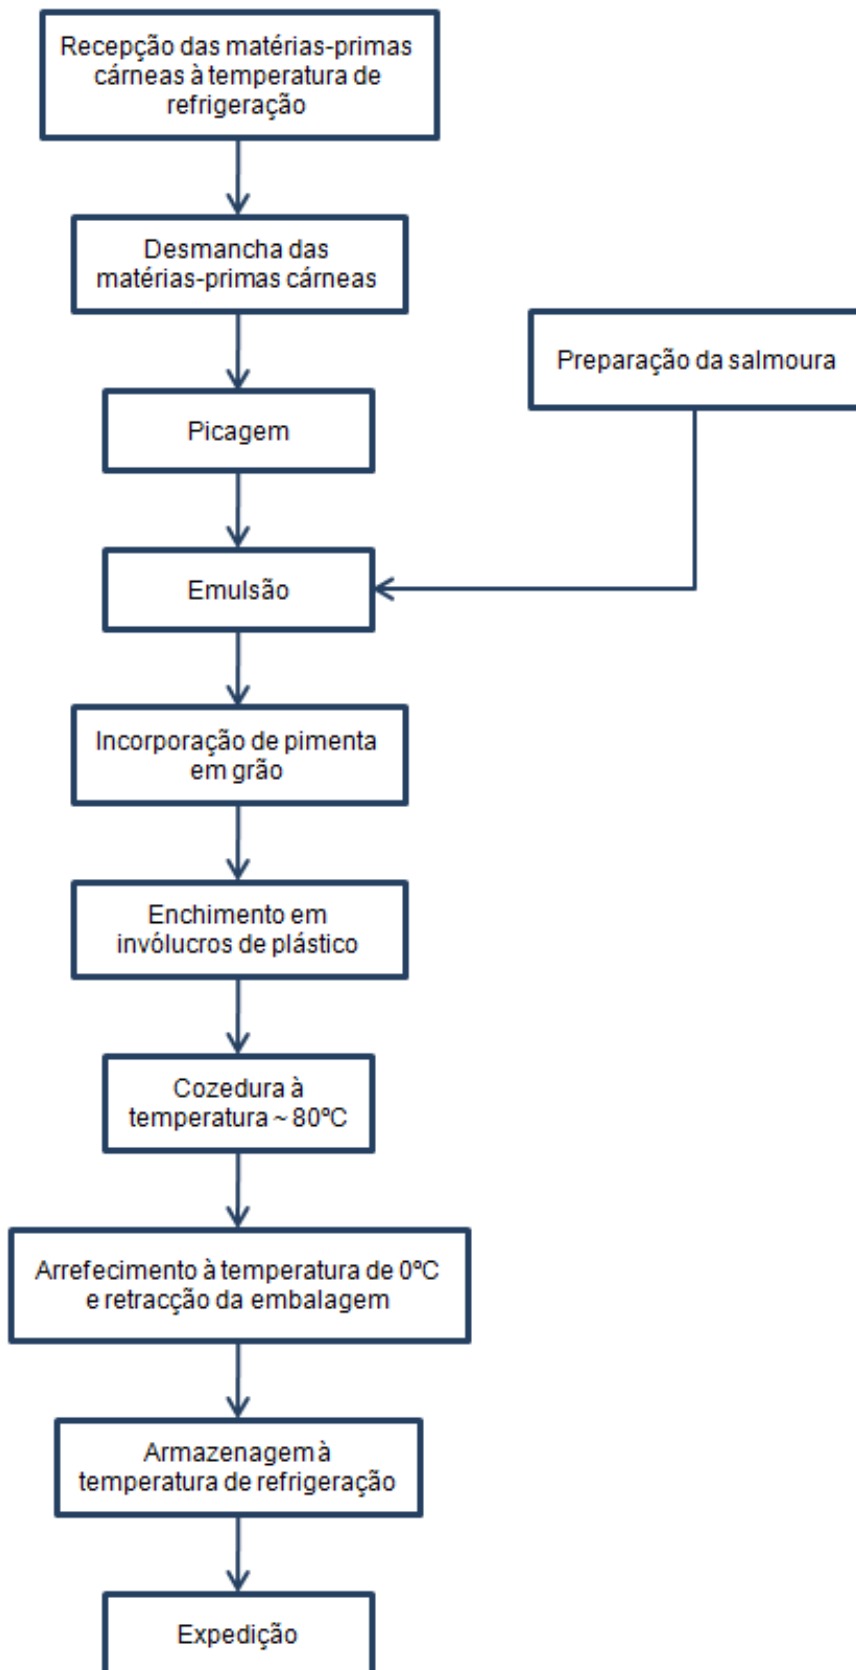 Recepção das matérias-primas
cárneas à temperatura de
refrigeração
Desmancha das
matérias-primas cárneas
Preparação da salmoura
Picagem
Emulsão
Incorporação de pimenta
em grão
Enchimento em
invólucros de plástico
Cozedura à
temperatura ~ 80ºC
Arrefecimento à temperatura de 0ºC
e retracção da embalagem
Armazenagem à
temperatura de refrigeração
Expedição